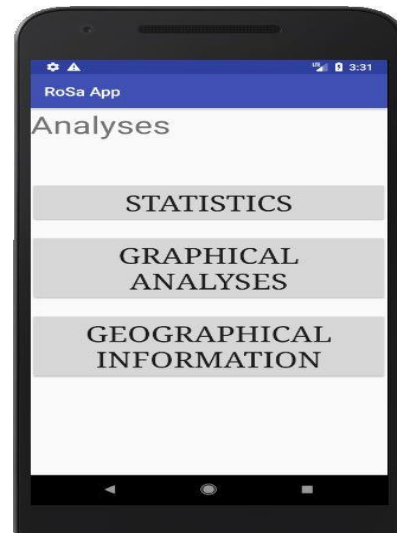 3:31
RoSa App
Analyses
STATISTICS
GRAPHICAL
ANALYSES
GEOGRAPHICAL
INFORMATION